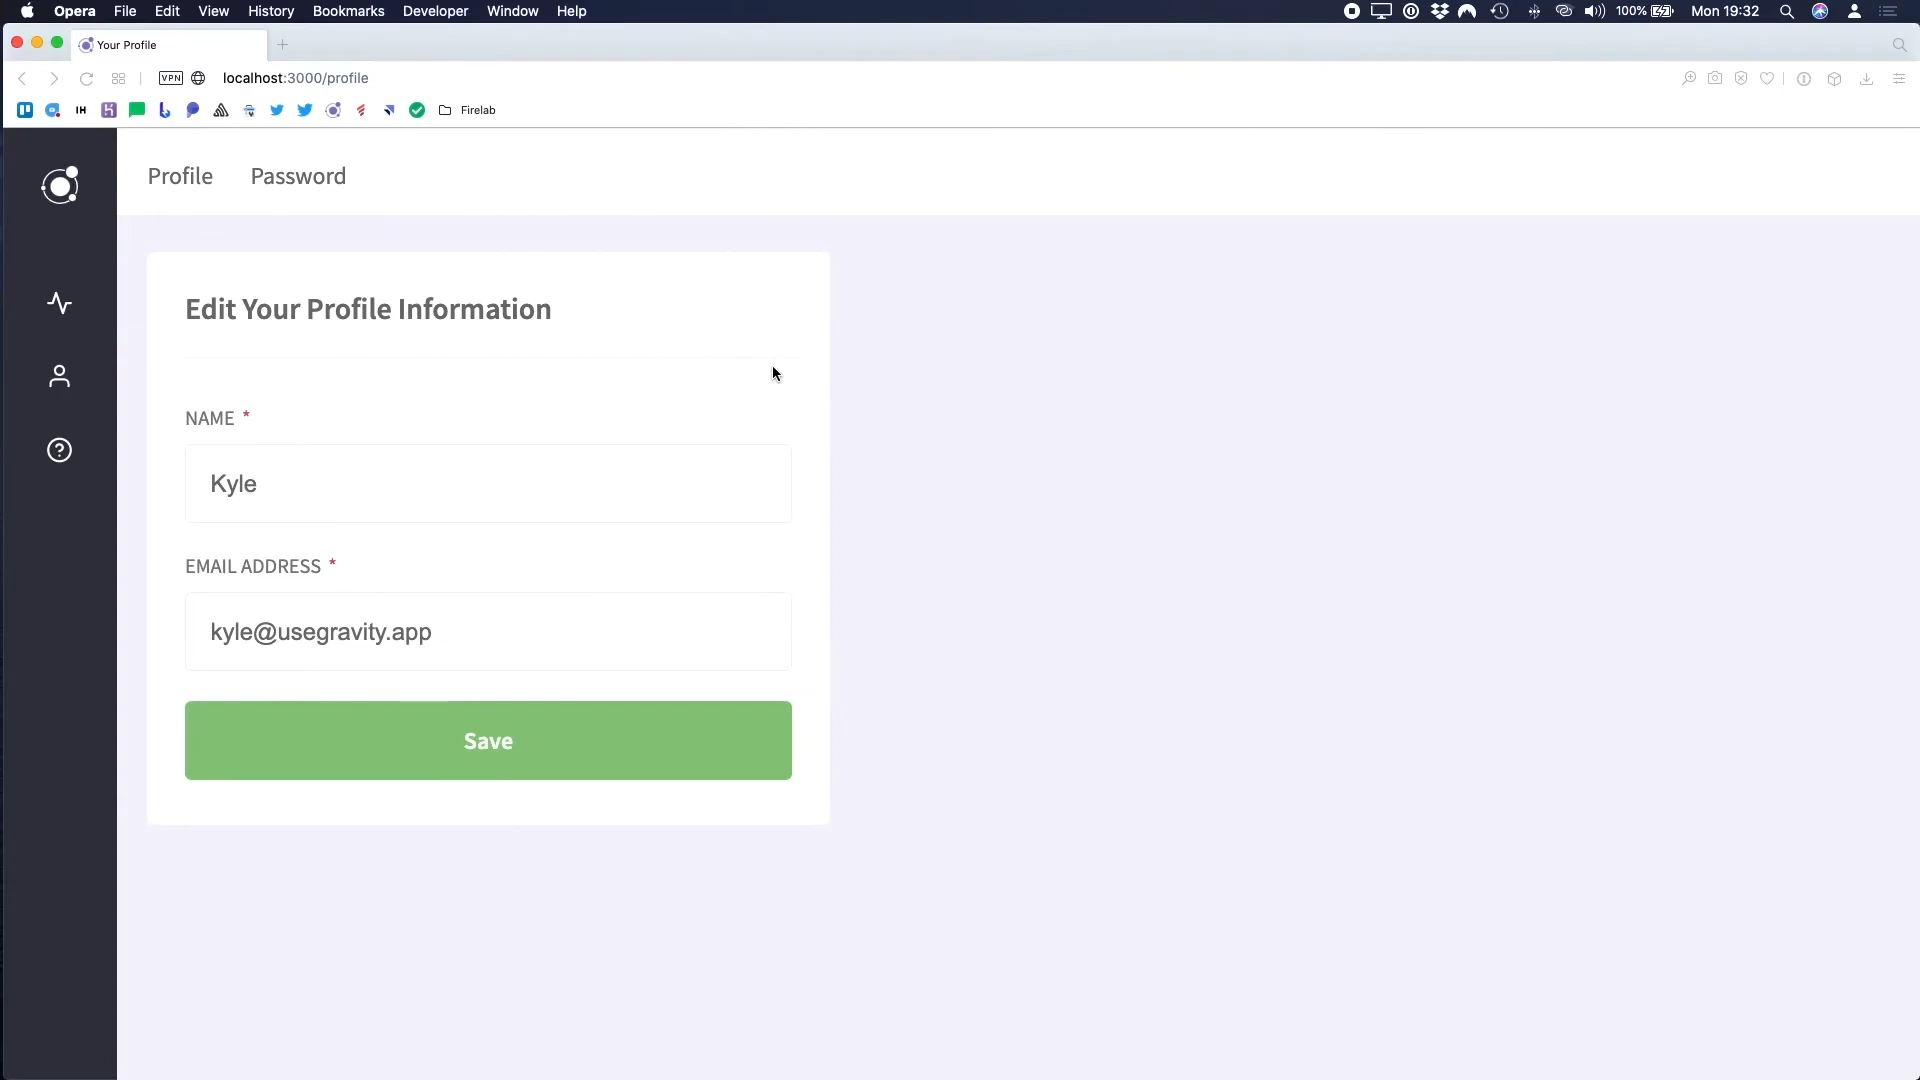 Opera File Edit View History Bookmarks Developer Window Help 100% Mon 19:32
Your Profile
VPN localhost:3000/profile
IH Firelab
Profile Password
Edit Your Profile Information
NAME *
Kyle
EMAIL ADDRESS *
kyle@usegravity.app
Save